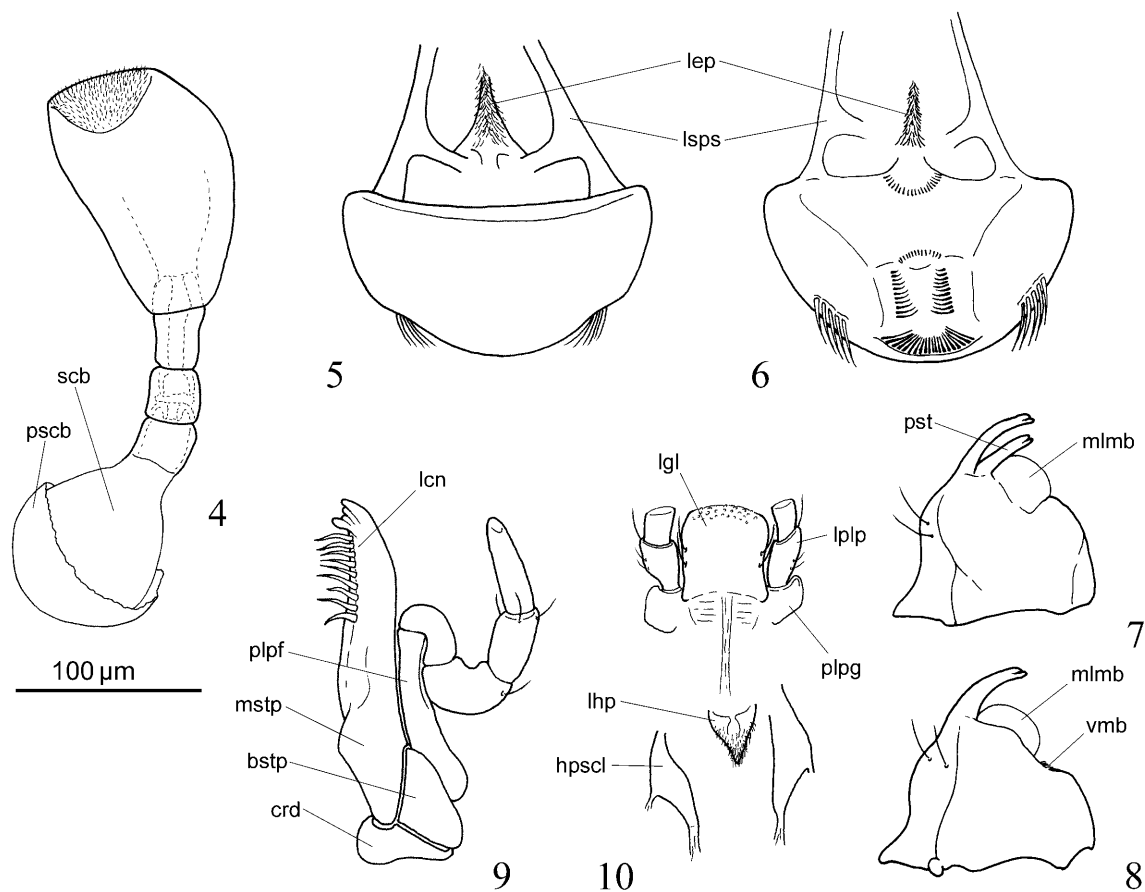 lep
lsps
5
6
scb
pscb
4
100 µm
pst
mlmb
7
lcn
plpf
mstp
bstp
crd
9
lgl
lplp
plpg
lhp
hpscl
10
mlmb
vmb
8